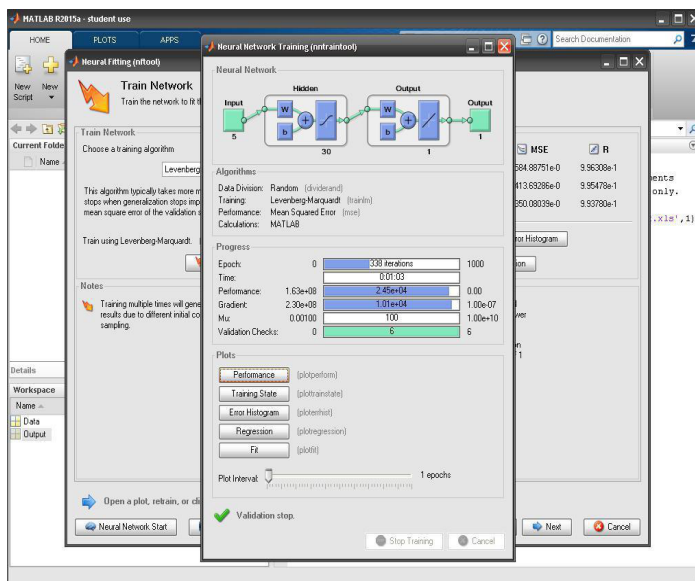 MATLAB R2015a - student use
HOME PLOTS APPS
Search Documentation
New Script
New
Current Folde
Name
Details
Workspace
Name
Data
Output
Neural Fitting (nftool)
Train Network
Train the network to fit t
Train Network
Choose a training algorithm
Levenberg
This algorithm typically takes more m
stops when generalization stops imp
mean square error of the validation s
Train using Levenberg-Marquardt.
Notes
Training multiple times will gene
results due to different initial co
sampling.
Open a plot, retrain, or cli
Neural Network Start
MSE R
584.88751e-0 9.96308e-1
413.69286e-0 9.95478e-1
950.08039e-0 9.93780e-1
ror Histogram
ion
wer
on
f 1
Next Cancel
ments
only.
.xls',1)
Neural Network Training (nntraintool)
Neural Network
Hidden Output
Input Output
W W
b b
5 30 1 1
Algorithms
Data Division: Random (dividerand)
Training: Levenberg-Marquardt (trainlm)
Performance: Mean Squared Error (mse)
Calculations: MATLAB
Progress
Epoch: 0 338 iterations 1000
Time: 0:01:03
Performance: 1.63e+08 2.45e+04 0.00
Gradient: 2.30e+08 1.01e+04 1.00e-07
Mu: 0.00100 100 1.00e+10
Validation Checks: 0 6 6
Plots
Performance (plotperform)
Training State (plottrainstate)
Error Histogram (ploterrhist)
Regression (plotregression)
Fit (plotfit)
Plot Interval: 1 epochs
Validation stop.
Stop Training Cancel